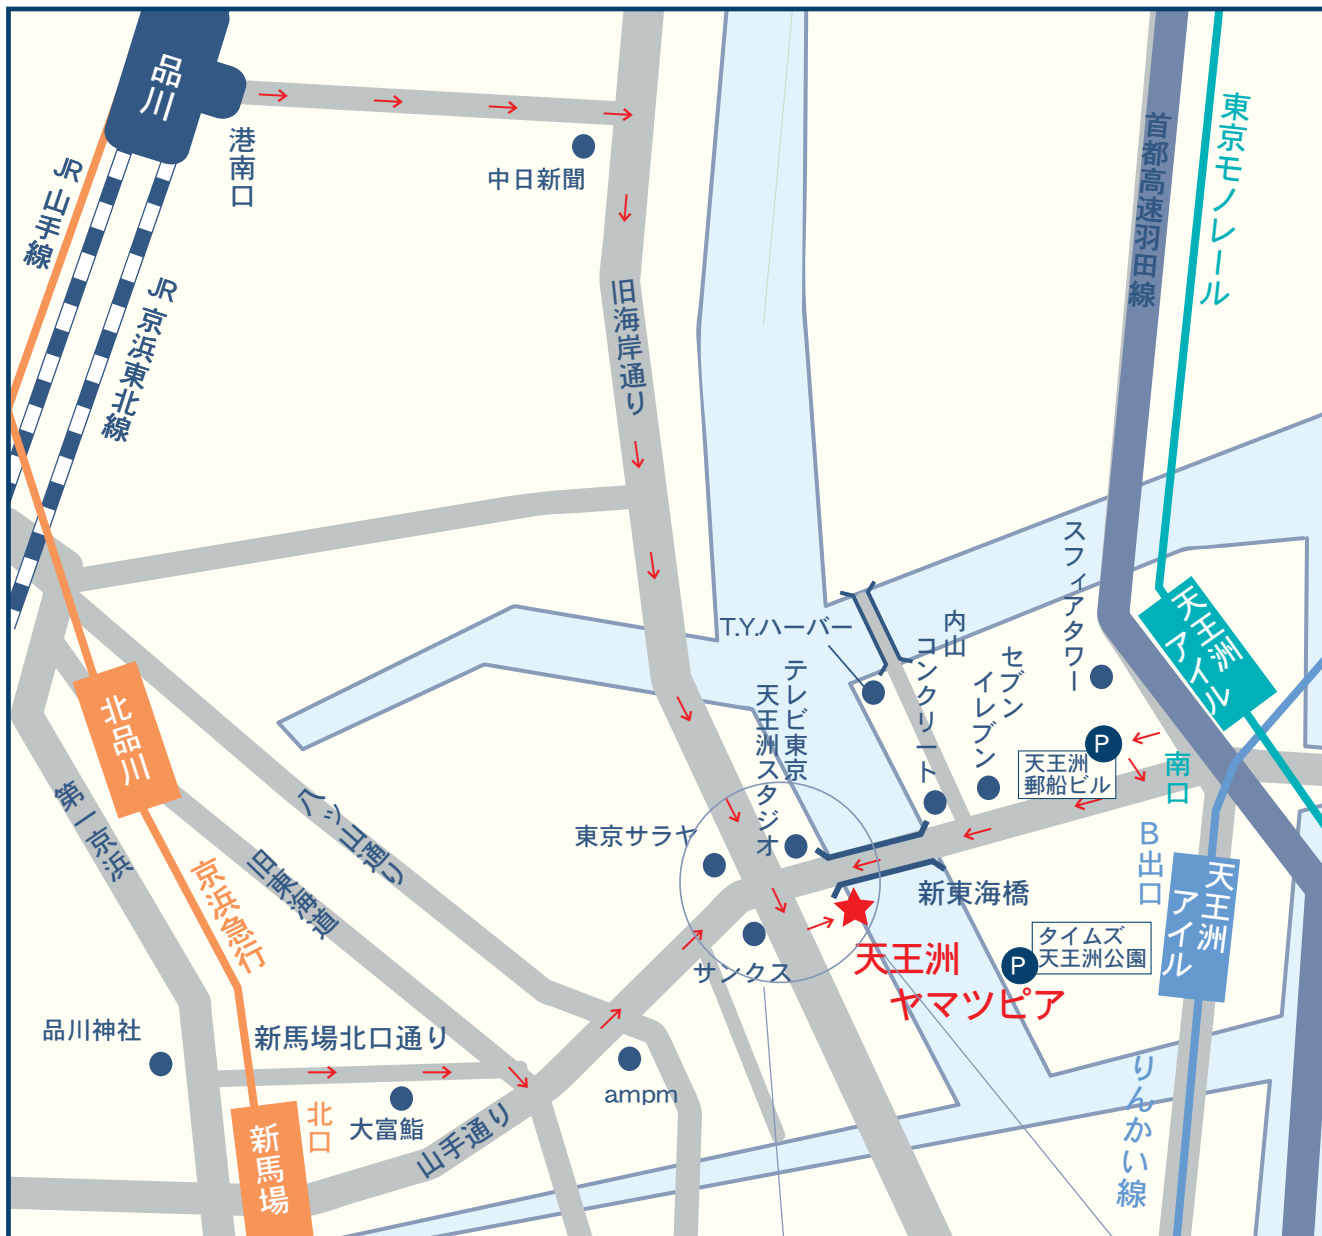 品川
港南口
中日新聞
JR 山手線
JR 京浜東北線
旧海岸通り
首都高速羽田線
東京モノレール
T.Y.ハーバー
内山
コンクリート
セブン
イレブン
スフィアタワー
天王洲
アイル
P
天王洲
郵船ビル
南口
テレビ東京
天王洲スタジオ
東京サラヤ
北品川
第一京浜
八ツ山通り
旧東海道
京浜急行
新東海橋
B出口
天王洲
アイル
サンクス
天王洲
ヤマツピア
P
タイムズ
天王洲公園
品川神社
新馬場北口通り
ampm
大富鮨
北口
新馬場
山手通り
りんかい線